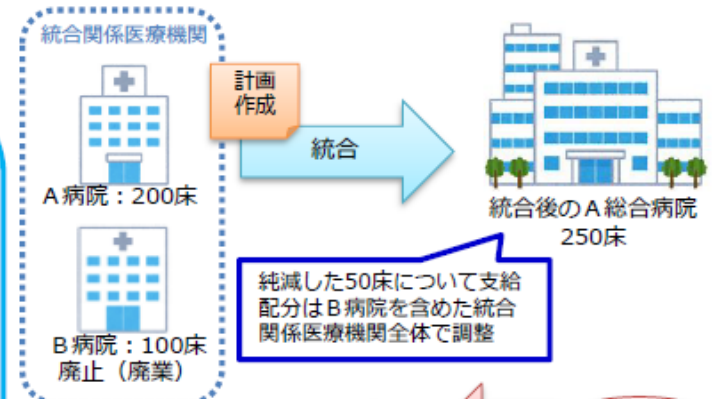 統合関係医療機関
計画
作成
統合
A病院:200床
B病院:100床
廃止(廃業)
統合後のA総合病院
250床
純減した50床について支給
配分はB病院を含めた統合
関係医療機関全体で調整